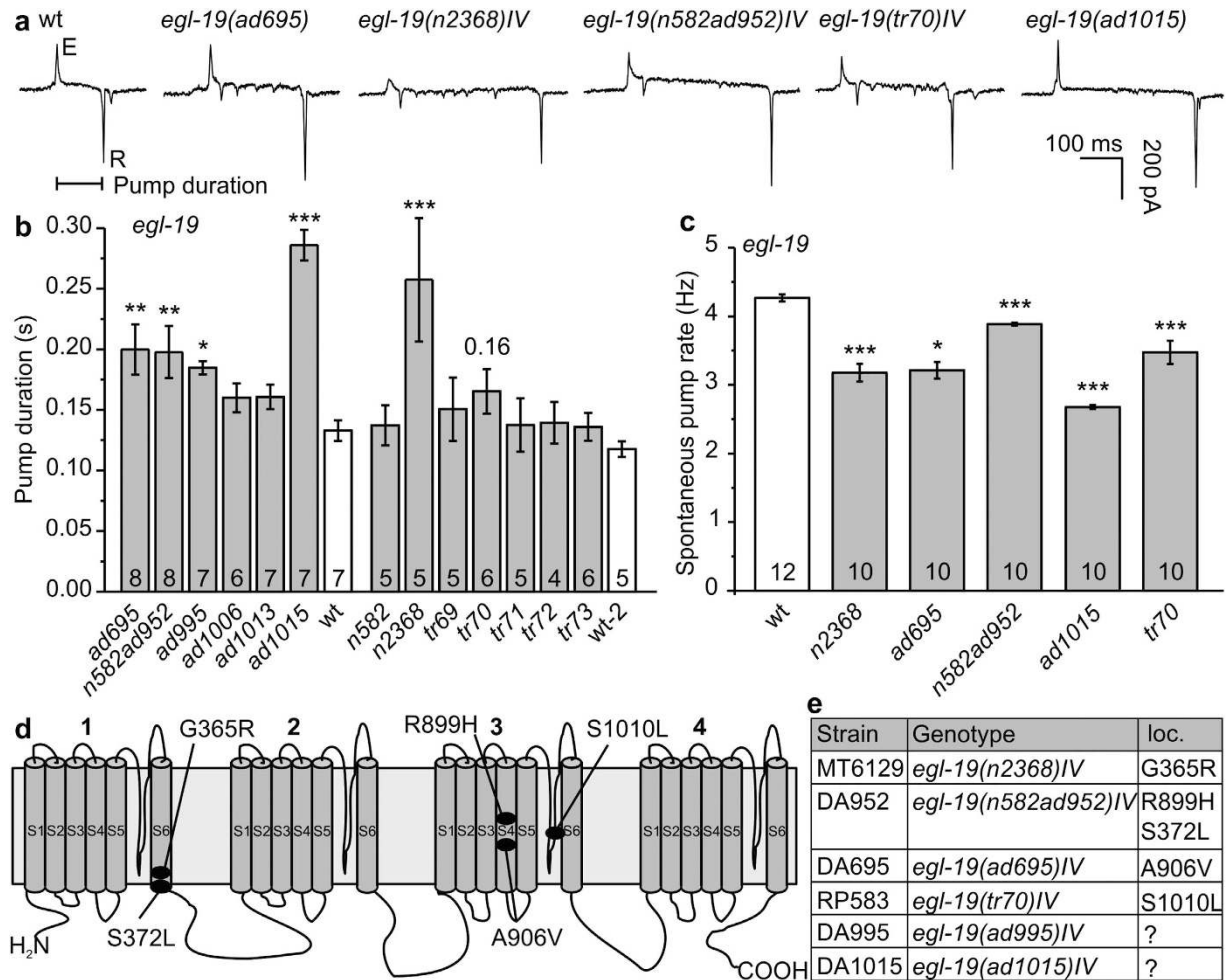 a wt egl-19(ad695) egl-19(n2368)IV egl-19(n582ad952)IV egl-19(tr70)IV egl-19(ad1015)
E
R
Pump duration
100 ms
200 pA
b egl-19
Pump duration (s)
0.30
0.25
0.20
0.15
0.10
0.05
0.00
** ** * *** *** 0.16
8 8 7 6 7 7 7 5 5 5 6 5 4 6 5
ad695 n582ad952 ad995 ad1006 ad1013 ad1015 wt n582 n2368 tr69 tr70 tr71 tr72 tr73 wt-2
c egl-19
Spontaneous pump rate (Hz)
5
4
3
2
1
0
*** * *** *** ***
12 10 10 10 10 10
wt n2368 ad695 n582ad952 ad1015 tr70
d 1 G365R 2 R899H 3 S1010L 4
S1 S2 S3 S4 S5 S6 S1 S2 S3 S4 S5 S6 S1 S2 S3 S4 S5 S6 S1 S2 S3 S4 S5 S6
H2N S372L A906V COOH
e
Strain Genotype loc.
MT6129 egl-19(n2368)IV G365R
DA952 egl-19(n582ad952)IV R899H
S372L
DA695 egl-19(ad695)IV A906V
RP583 egl-19(tr70)IV S1010L
DA995 egl-19(ad995)IV ?
DA1015 egl-19(ad1015)IV ?